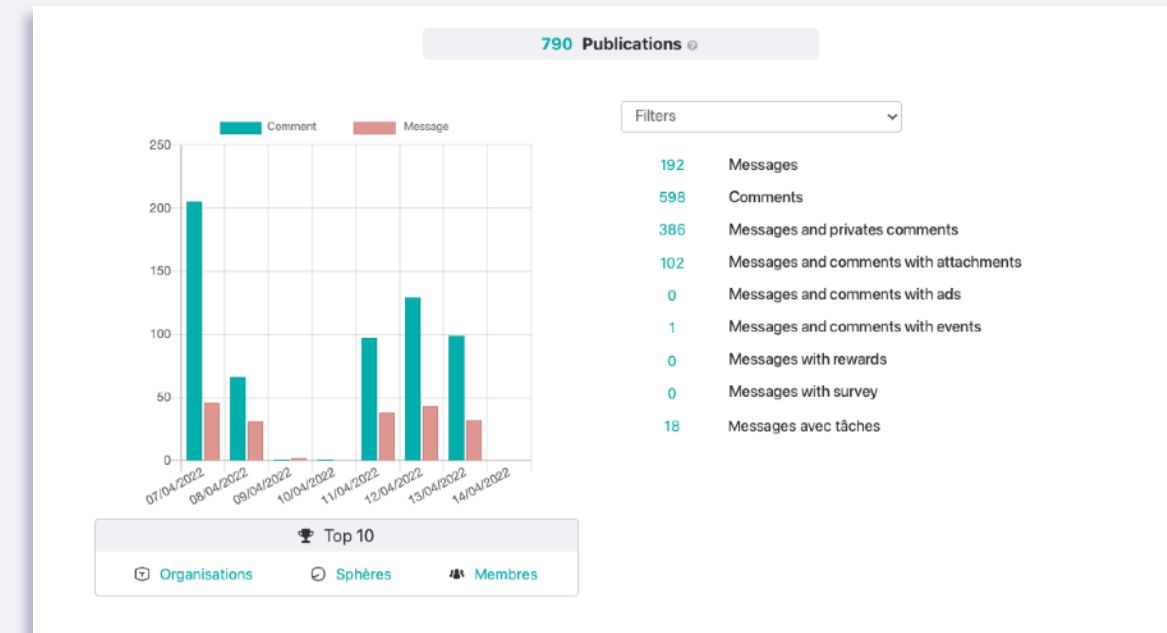 790 Publications
Comment Message
250
200
150
100
50
0
07/04/2022 08/04/2022 09/04/2022 10/04/2022 11/04/2022 12/04/2022 13/04/2022 14/04/2022
Top 10
Organisations Sphères Membres
Filters
192 Messages
598 Comments
386 Messages and privates comments
102 Messages and comments with attachments
0 Messages and comments with ads
1 Messages and comments with events
0 Messages with rewards
0 Messages with survey
18 Messages avec tâches